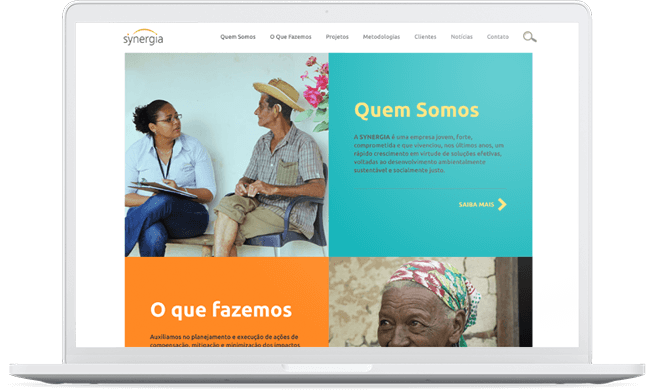 synergia
Quem Somos O Que Fazemos Projetos Metodologias Clientes Notícias Contato
Quem Somos
A SYNERGIA é uma empresa jovem, forte,
comprometida e que vivenciou, nos últimos anos, um
rápido crescimento em virtude de soluções efetivas,
voltadas ao desenvolvimento ambientalmente
sustentável e socialmente justo.
SAIBA MAIS
O que fazemos
Auxiliamos no planejamento e execução de ações de
compensação, mitigação e minimização dos impactos